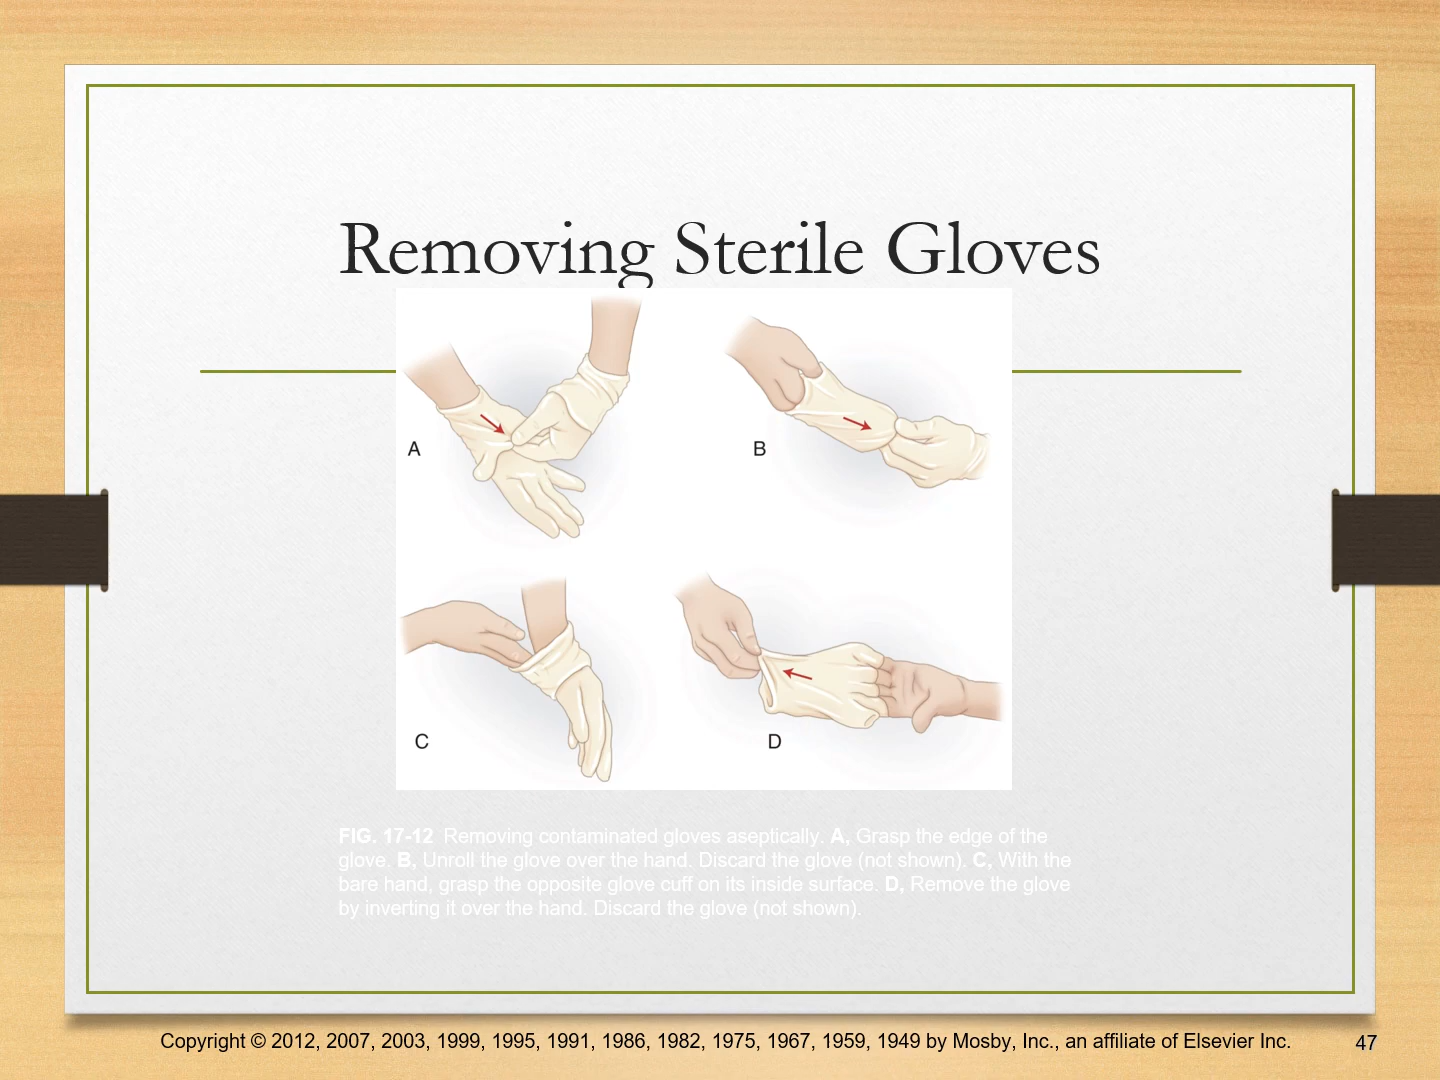 Removing Sterile Gloves
A
B
C
D
FIG. 17-12 Removing contaminated gloves aseptically. A, Grasp the edge of the
glove. B, Unroll the glove over the hand. Discard the glove (not shown). C, With the
bare hand, grasp the opposite glove cuff on its inside surface. D, Remove the glove
by inverting it over the hand. Discard the glove (not shown).
Copyright © 2012, 2007, 2003, 1999, 1995, 1991, 1986, 1982, 1975, 1967, 1959, 1949 by Mosby, Inc., an affiliate of Elsevier Inc.
47